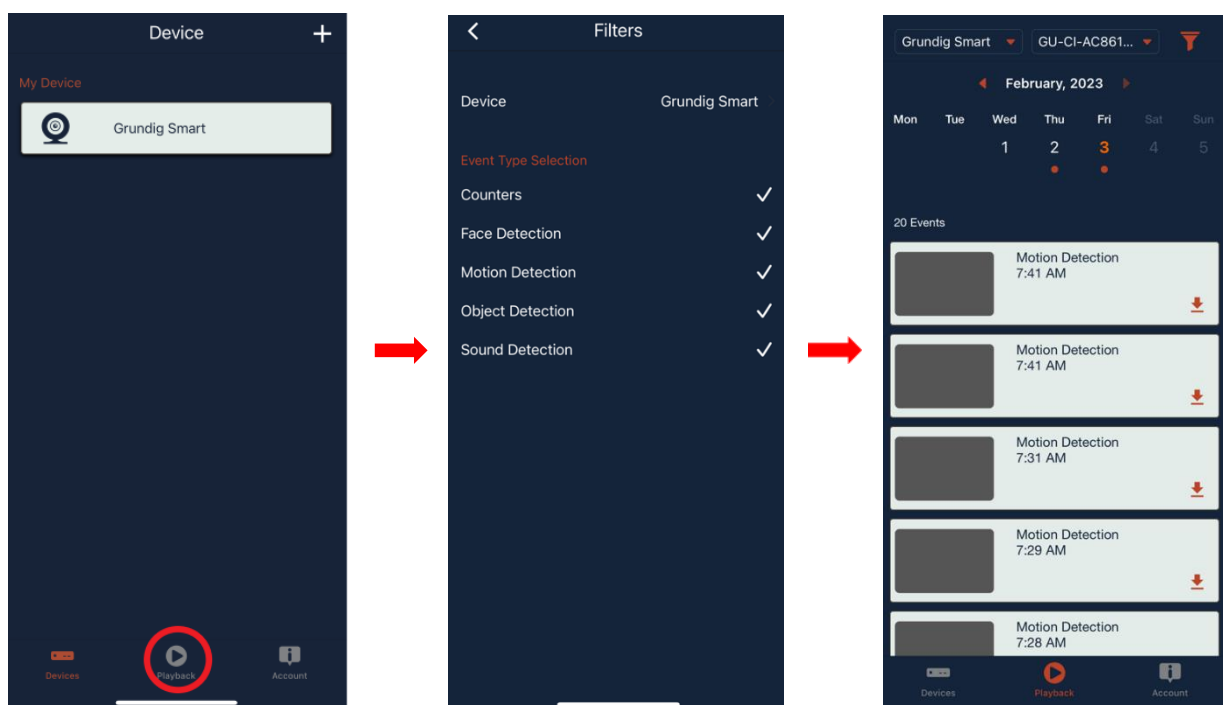 Device
+
My Device
Grundig Smart
Devices
Playback
Account
Filters
Device Grundig Smart
Event Type Selection
Counters
Face Detection
Motion Detection
Object Detection
Sound Detection
Grundig Smart GU-CI-AC861...
February, 2023
Mon Tue Wed Thu Fri Sat Sun
1 2 3 4 5
20 Events
Motion Detection
7:41 AM
Motion Detection
7:41 AM
Motion Detection
7:31 AM
Motion Detection
7:29 AM
Motion Detection
7:28 AM
Devices
Playback
Account